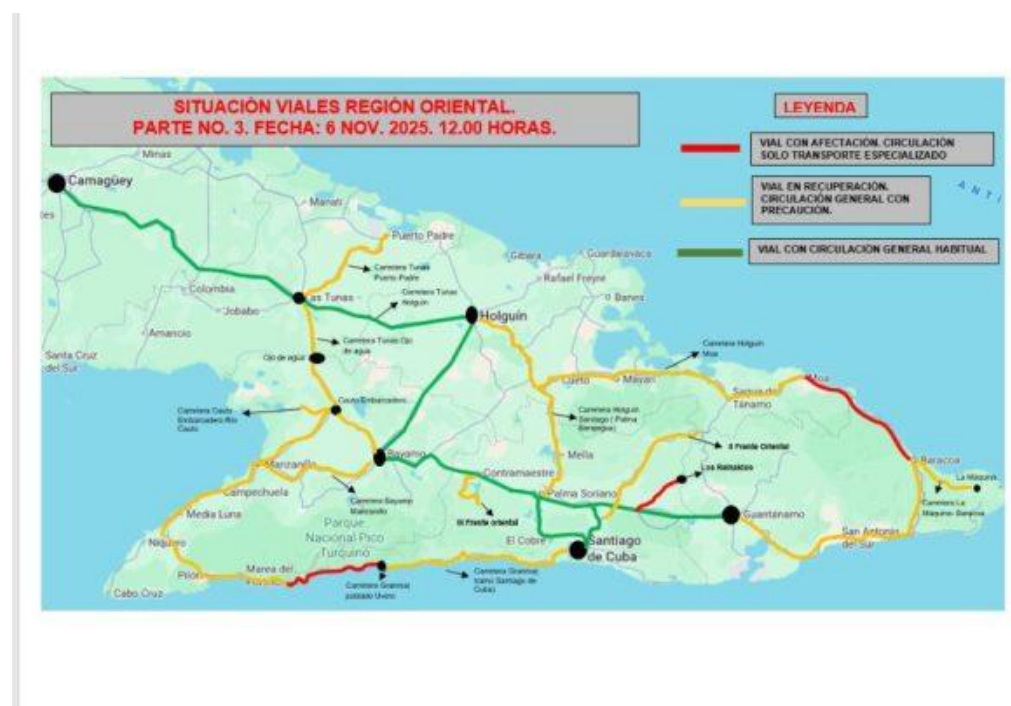 SITUACIÓN VIALES REGIÓN ORIENTAL.
PARTE NO. 3. FECHA: 6 NOV. 2025. 12.00 HORAS.
LEYENDA
VIAL CON AFECTACIÓN. CIRCULACIÓN
SOLO TRANSPORTE ESPECIALIZADO
VIAL EN RECUPERACIÓN.
CIRCULACIÓN GENERAL CON
PRECAUCIÓN.
VIAL CON CIRCULACIÓN GENERAL HABITUAL
Minas
Camagüey
ANTI
Manatí
Puerto Padre
Gibara
Guardalavaca
Carretera Tunas
Puerto Padre
Rafael Freyre
Colombia
Las Tunas
Carretera Tunas
Holguín
Banes
Jobabo
Holguín
Amancio
Carretera Tunas Ojo
de agua
Ojo de agua
Carretera Holguín
Moa
Santa Cruz
del Sur
Cueto
Mayarí
Sagua de
Tánamo
Moa
Cauto Embarcadero
Carretera Cauto
Embarcadero Río
Cauto
Carretera Holguín
Santiago ( Palma
II Frente Oriental
Bayamo
Mella
Baracoa
Manzanillo
Contramaestre
Los Reinaldos
La Máquina
Campechuela
Carretera Bayamo
Manzanillo
Palma Soriano
Carretera La
Máquina- Baracoa
Media Luna
Parque
Nacional Pico
Turquino
III Frente oriental
Guantánamo
Niquero
El Cobre
Santiago
de Cuba
San Antonio
del Sur
Pilón
Marea del
Portillo
Carretera Granma(
poblado Uvero
Carretera Granma(
tramo Santiago de
Cuba)
Cabo Cruz